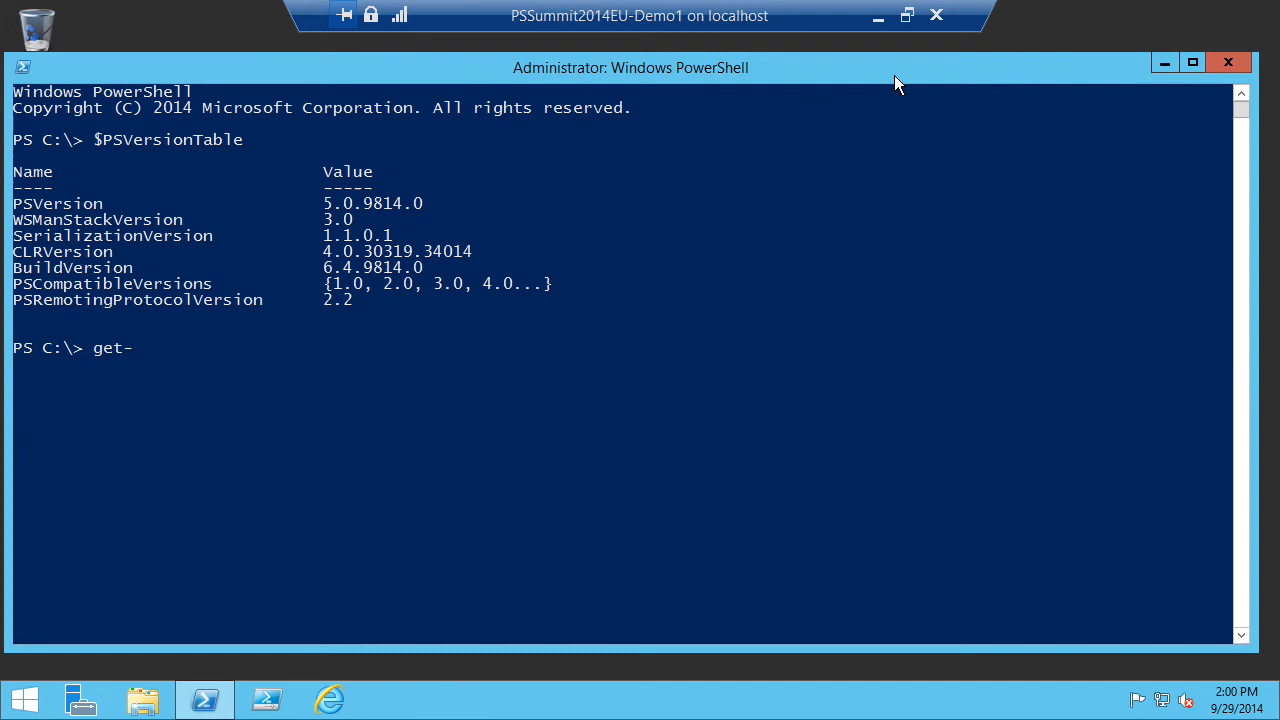 PSSummit2014EU-Demo1 on localhost
Administrator: Windows PowerShell
Windows PowerShell
Copyright (C) 2014 Microsoft Corporation. All rights reserved.
PS C:\> $PSVersionTable
Name Value
---- -----
PSVersion 5.0.9814.0
WSManStackVersion 3.0
SerializationVersion 1.1.0.1
CLRVersion 4.0.30319.34014
BuildVersion 6.4.9814.0
PSCompatibleVersions {1.0, 2.0, 3.0, 4.0...}
PSRemotingProtocolVersion 2.2
PS C:\> get-
2:00 PM
9/29/2014